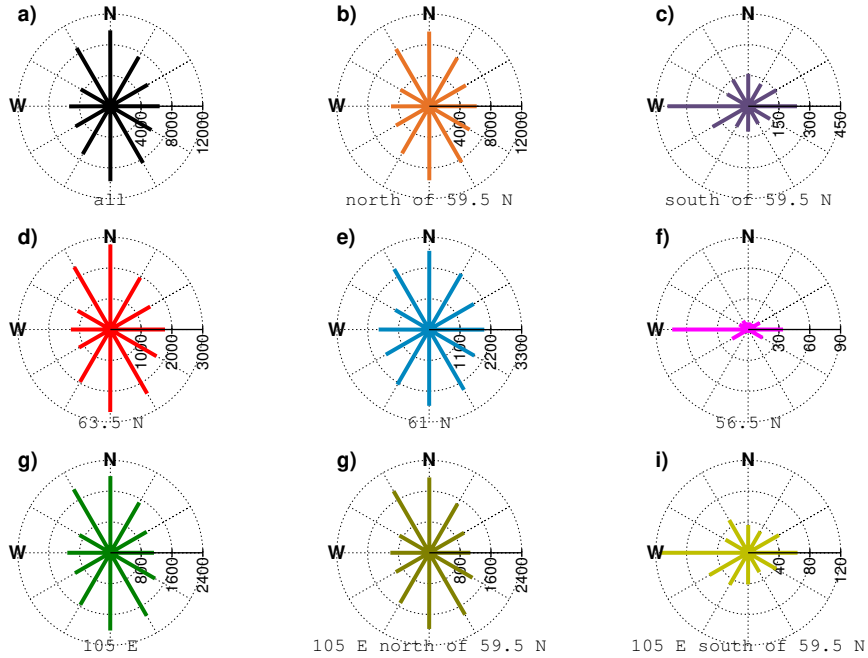 a)
N
W
4000
8000
12000
all
b)
N
W
4000
8000
12000
north of 59.5 N
c)
N
W
150
300
450
south of 59.5 N
d)
N
W
1000
2000
3000
63.5 N
e)
N
W
1100
2200
3300
61 N
f)
N
W
30
60
90
56.5 N
g)
N
W
800
1600
2400
105 E
g)
N
W
800
1600
2400
105 E north of 59.5 N
i)
N
W
40
80
120
105 E south of 59.5 N